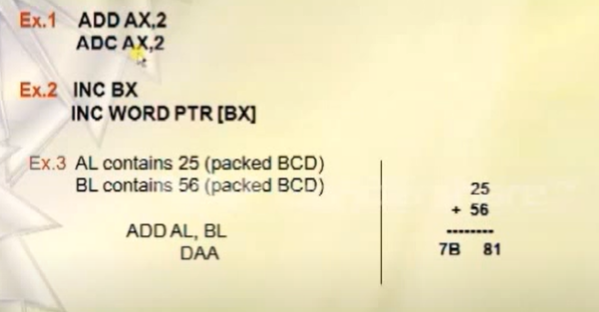 Ex.1 ADD AX,2
ADC AX,2
Ex.2 INC BX
INC WORD PTR [BX]
Ex.3 AL contains 25 (packed BCD)
BL contains 56 (packed BCD)
ADD AL, BL
DAA
25
+ 56
--------
7B 81